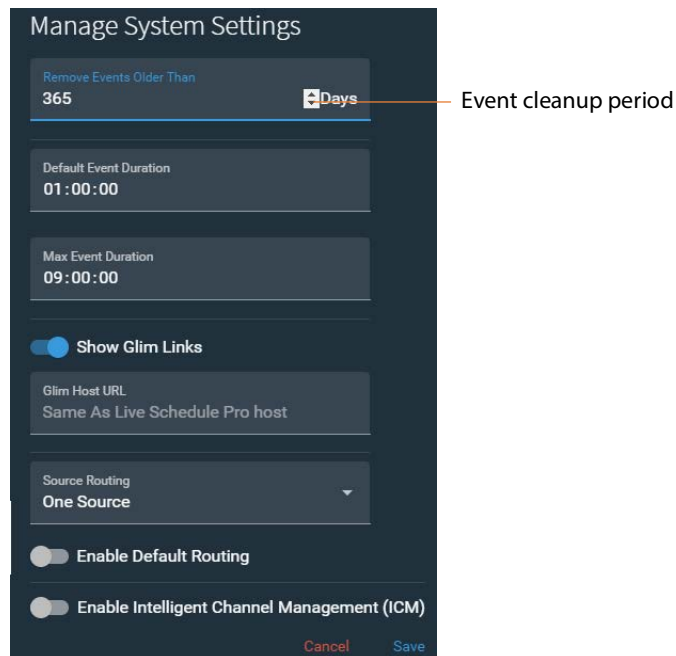 Manage System Settings
Remove Events Older Than
365 Days
Event cleanup period
Default Event Duration
01:00:00
Max Event Duration
09:00:00
Show Glim Links
Glim Host URL
Same As Live Schedule Pro host
Source Routing
One Source
Enable Default Routing
Enable Intelligent Channel Management (ICM)
Cancel Save